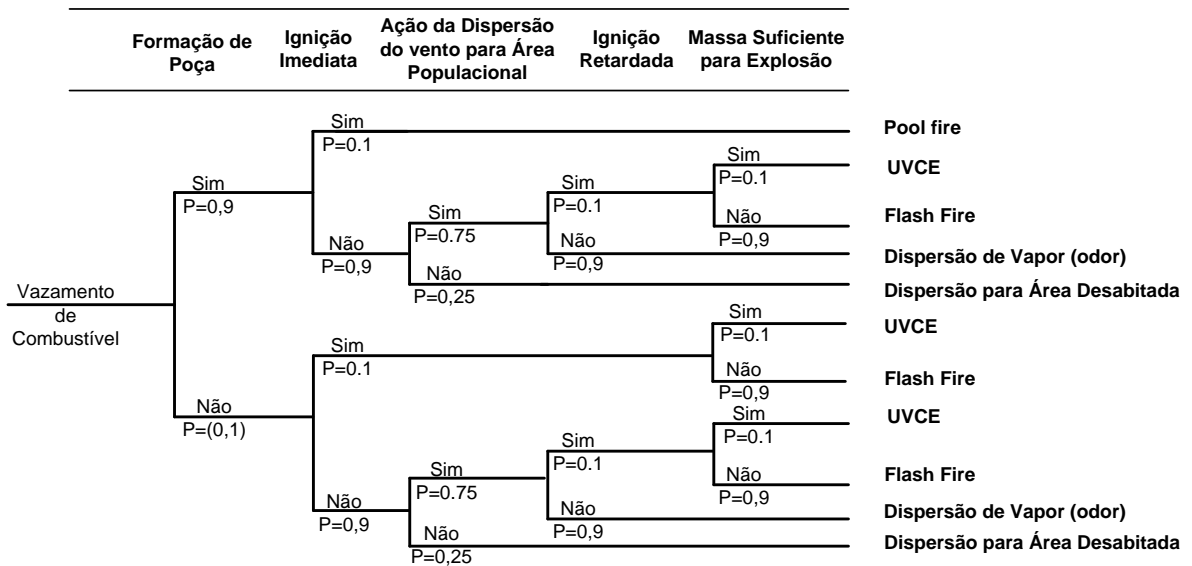 Formação de
Poça
Ignição
Imediata
Ação da Dispersão
do vento para Área
Populacional
Ignição
Retardada
Massa Suficiente
para Explosão
Sim
P=0.1
Pool fire
Sim
P=0.1
UVCE
Sim
P=0,9
Sim
P=0.1
Sim
P=0.75
Não
P=0,9
Flash Fire
Não
P=0,9
Não
P=0,9
Dispersão de Vapor (odor)
Não
P=0,25
Dispersão para Área Desabitada
Vazamento
de
Combustível
Sim
P=0.1
UVCE
Sim
P=0.1
Não
P=0,9
Flash Fire
Não
P=(0,1)
Sim
P=0.1
UVCE
Sim
P=0.1
Sim
P=0.75
Não
P=0,9
Flash Fire
Não
P=0,9
Não
P=0,9
Dispersão de Vapor (odor)
Não
P=0,25
Dispersão para Área Desabitada